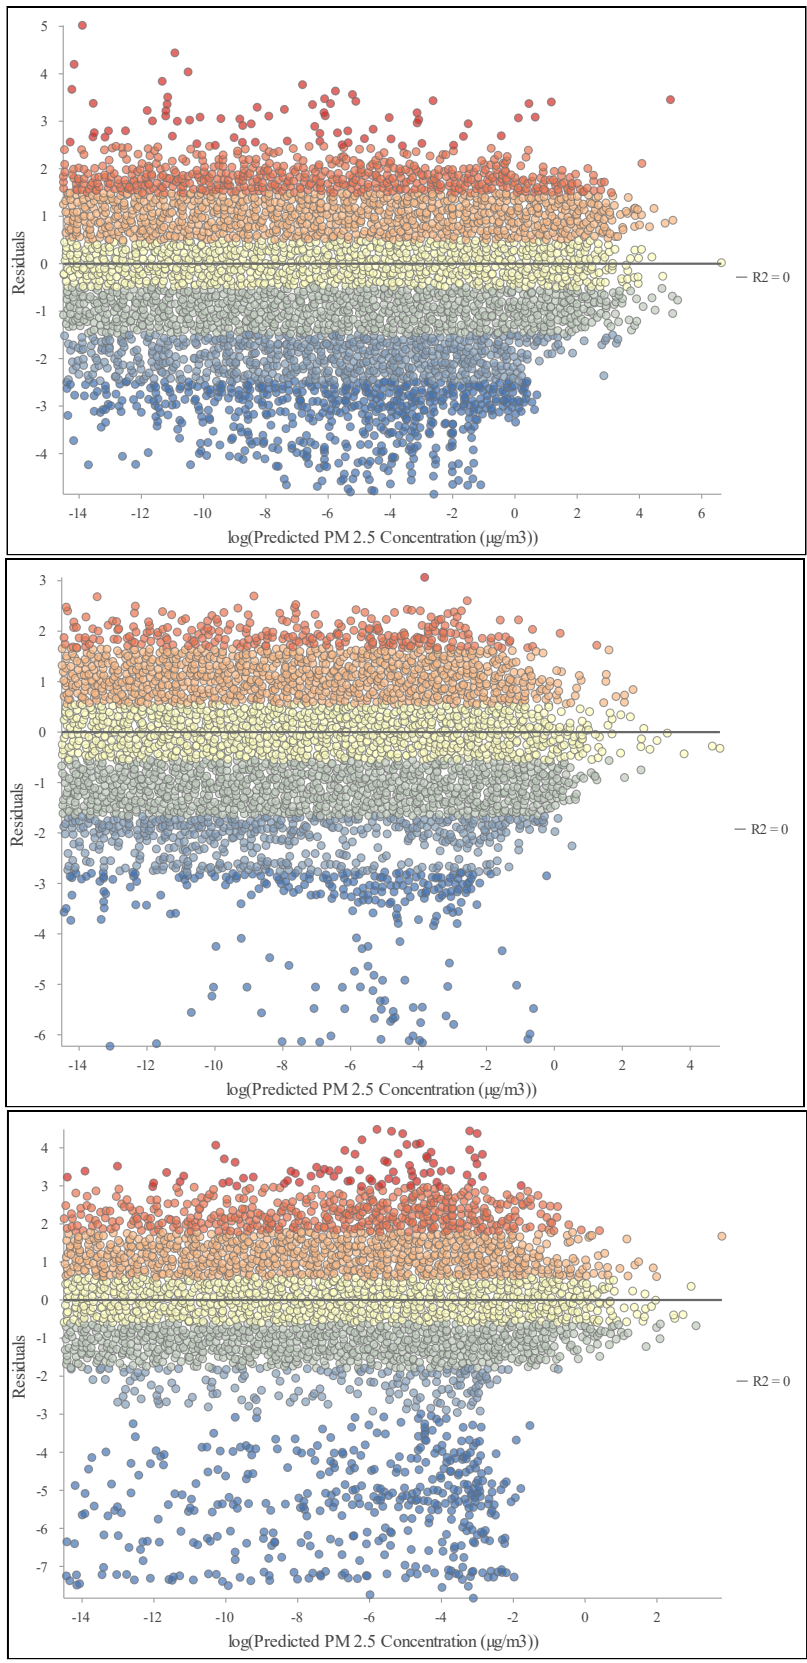 5
4
3
2
1
0
-1
-2
-3
-4
Residuals
R2 = 0
-14 -12 -10 -8 -6 -4 -2 0 2 4 6
log(Predicted PM 2.5 Concentration (µg/m3))
3
2
1
0
-1
-2
-3
-4
-5
-6
Residuals
R2 = 0
-14 -12 -10 -8 -6 -4 -2 0 2 4
log(Predicted PM 2.5 Concentration (µg/m3))
4
3
2
1
0
-1
-2
-3
-4
-5
-6
-7
Residuals
R2 = 0
-14 -12 -10 -8 -6 -4 -2 0 2
log(Predicted PM 2.5 Concentration (µg/m3))